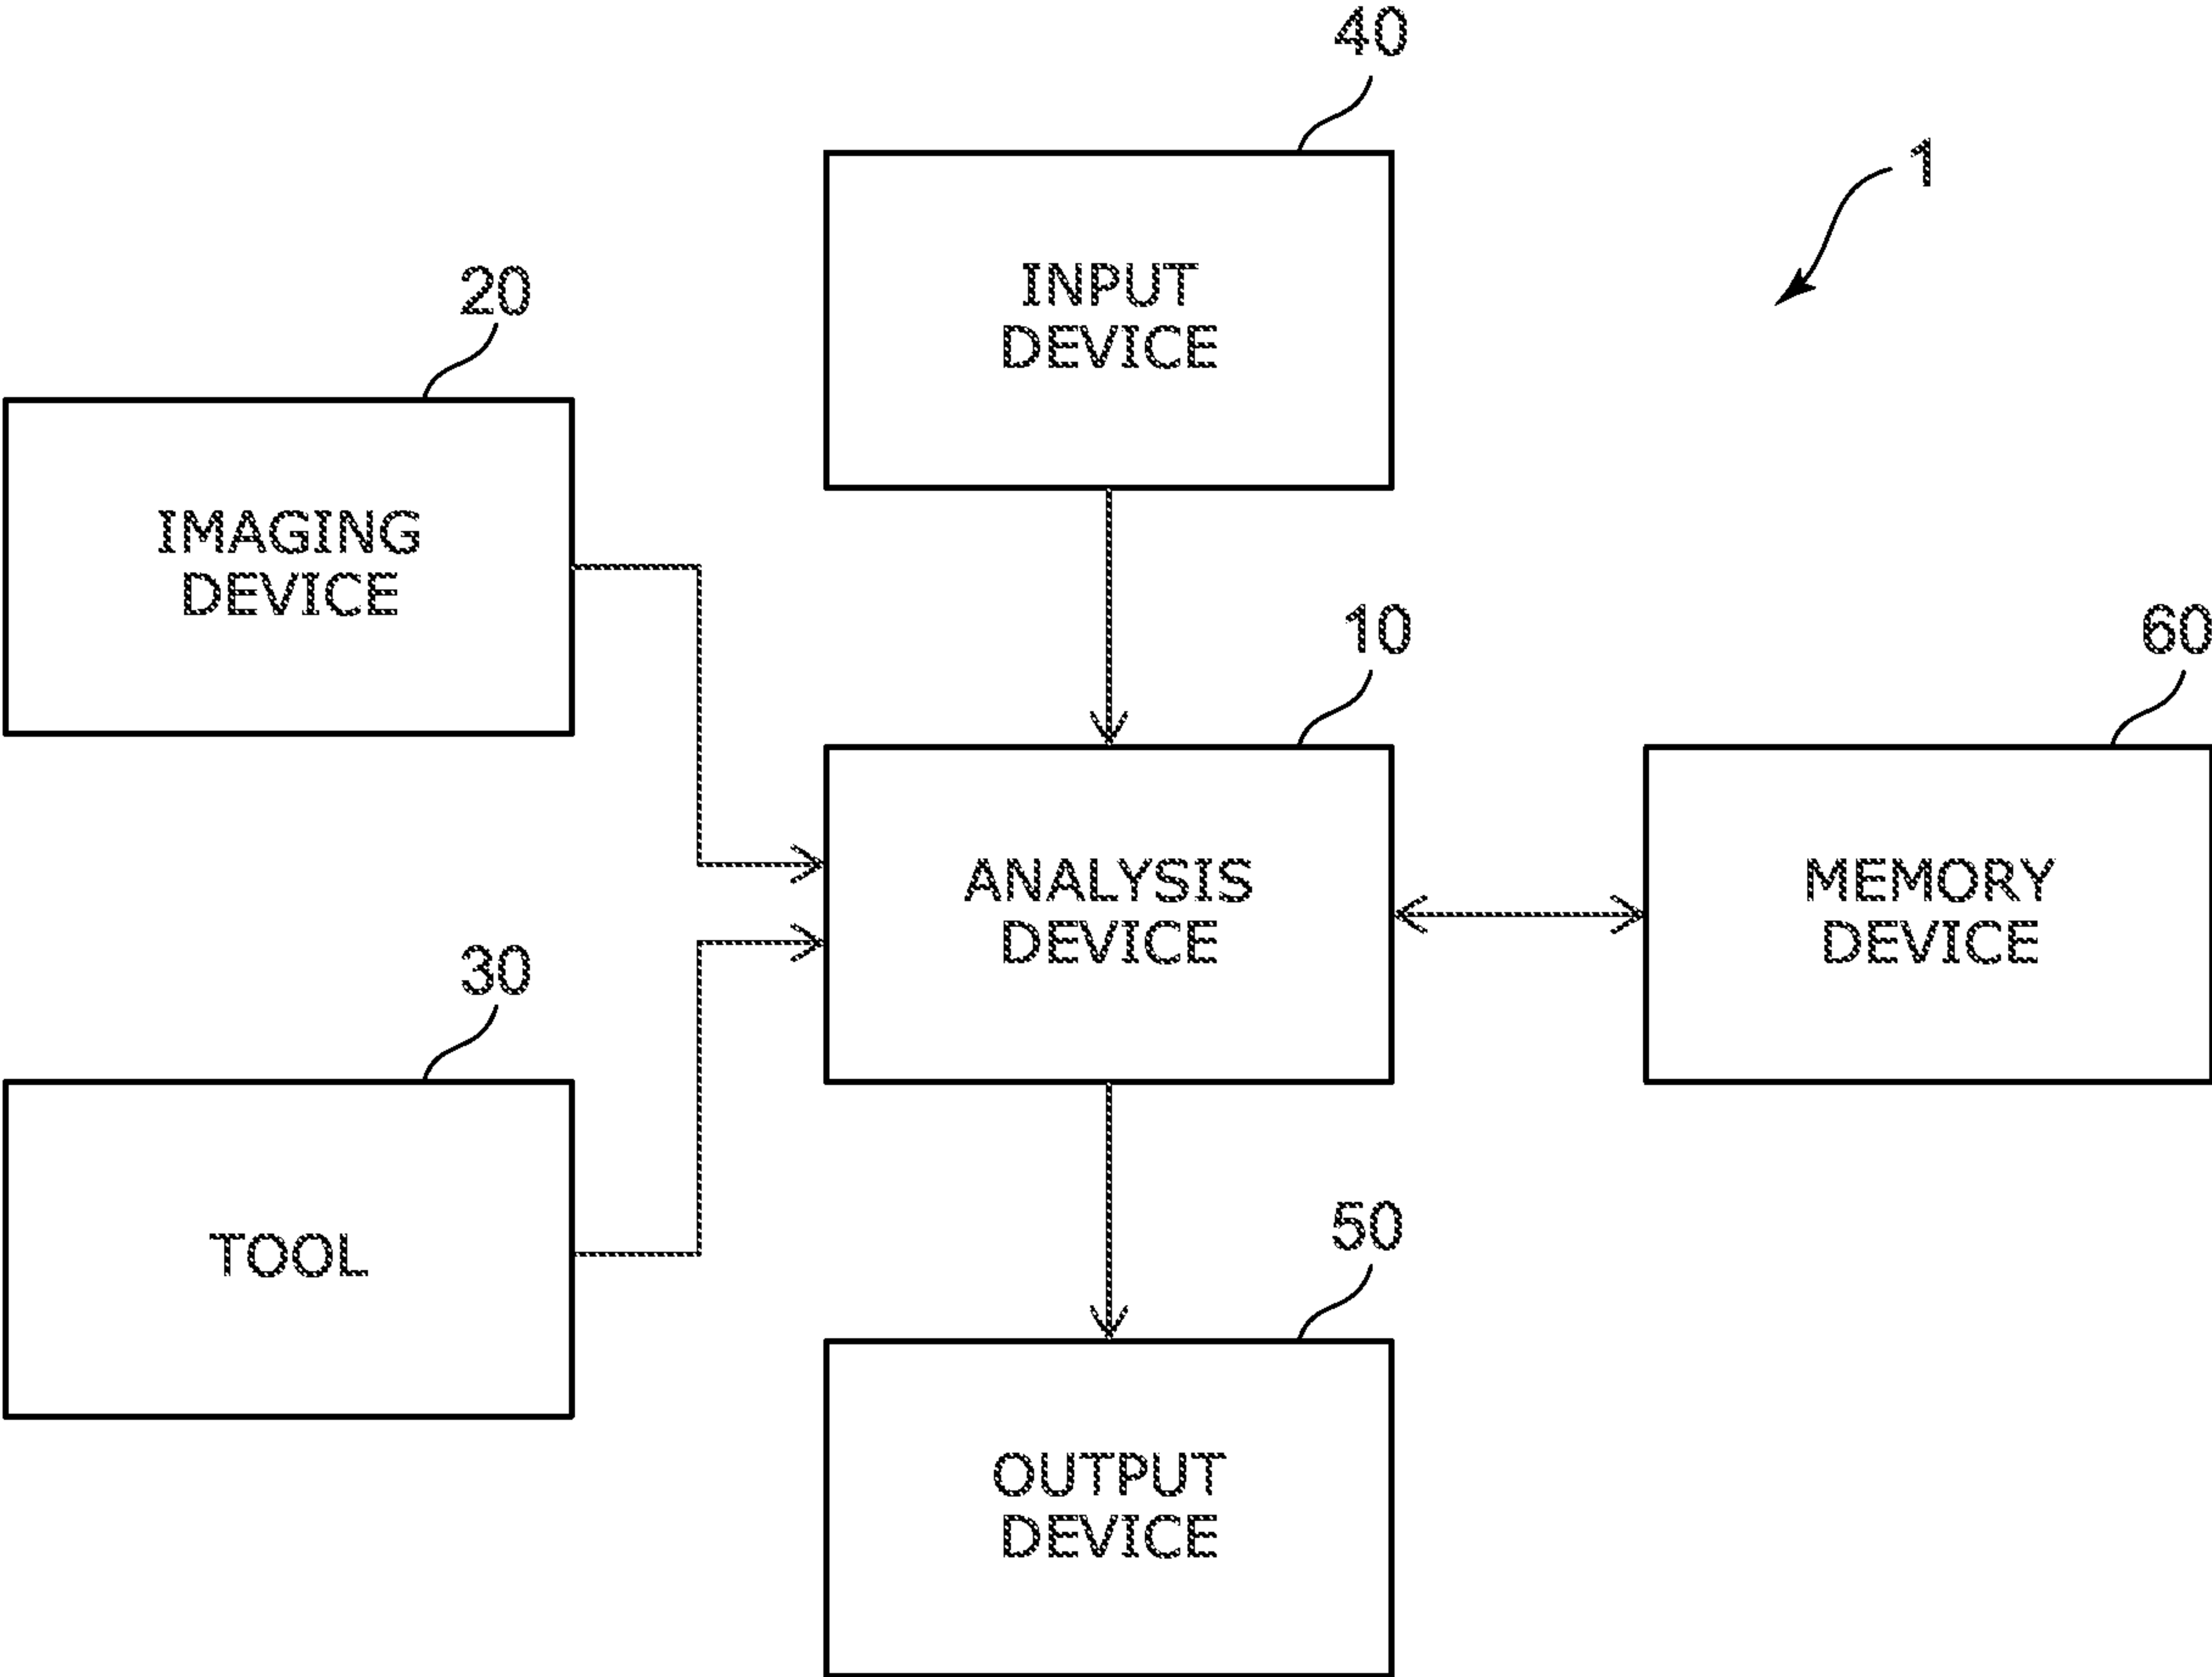 40
1
INPUT
DEVICE
20
IMAGING
DEVICE
10
60
ANALYSIS
DEVICE
MEMORY
DEVICE
30
TOOL
50
OUTPUT
DEVICE